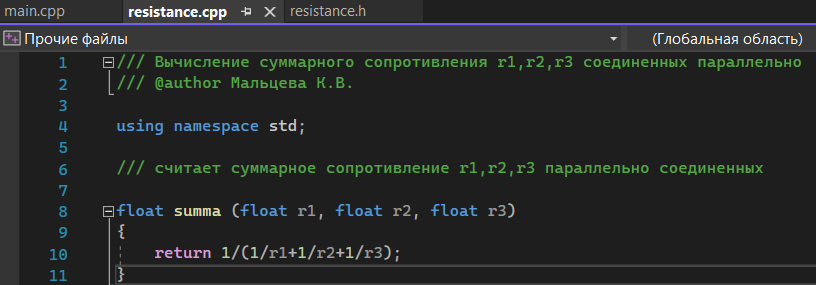 main.cpp resistance.cpp resistance.h
Прочие файлы (Глобальная область)
1 /// Вычисление суммарного сопротивления r1,r2,r3 соединенных параллельно
2 /// @author Мальцева К.В.
3
4 using namespace std;
5
6 /// считает суммарное сопротивление r1,r2,r3 параллельно соединенных
7
8 float summa (float r1, float r2, float r3)
9 {
10 return 1/(1/r1+1/r2+1/r3);
11 }